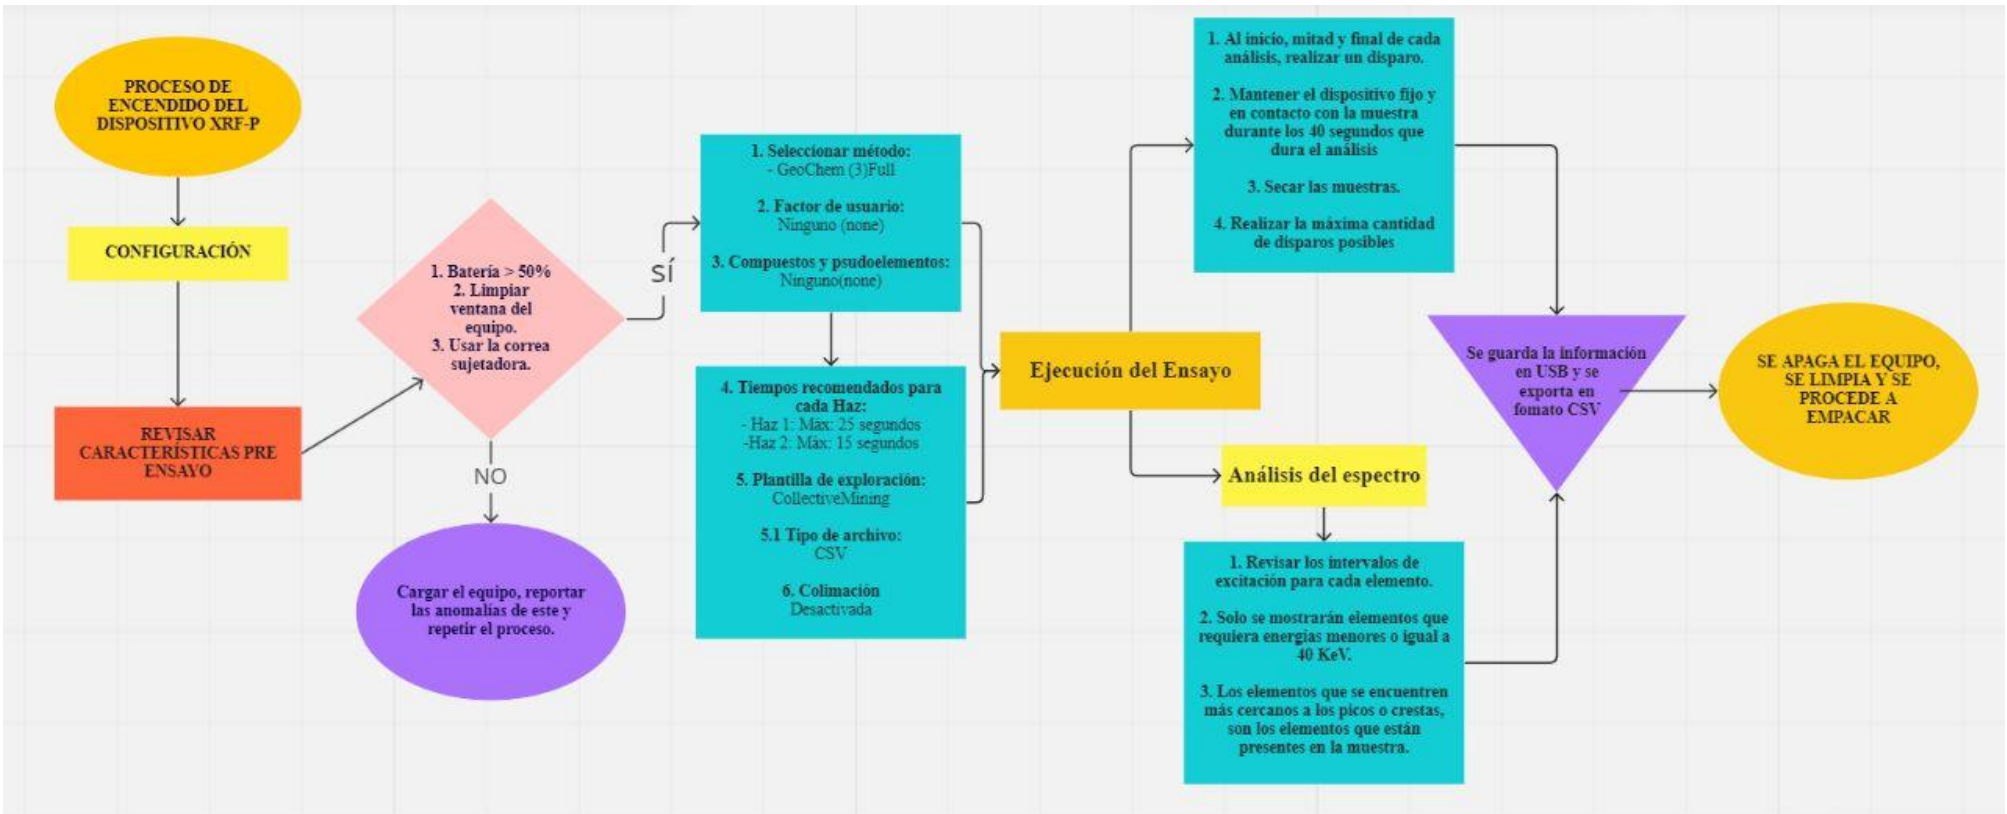 PROCESO DE
ENCENDIDO DEL
DISPOSITIVO XRF-P
CONFIGURACIÓN
REVISAR
CARACTERÍSTICAS PRE
ENSAYO
1. Batería > 50%
2. Limpiar
ventana del
equipo.
3. Usar la correa
sujetadora.
SÍ
NO
Cargar el equipo, reportar
las anomalías de este y
repetir el proceso.
1. Seleccionar método:
- GeoChem (3)Full
2. Factor de usuario:
Ninguno (none)
3. Compuestos y psudoelementos:
Ninguno(none)
4. Tiempos recomendados para
cada Haz:
- Haz 1: Máx: 25 segundos
-Haz 2: Máx: 15 segundos
5. Plantilla de exploración:
CollectiveMining
5.1 Tipo de archivo:
CSV
6. Colimación
Desactivada
Ejecución del Ensayo
1. Al inicio, mitad y final de cada
análisis, realizar un disparo.
2. Mantener el dispositivo fijo y
en contacto con la muestra
durante los 40 segundos que
dura el análisis
3. Secar las muestras.
4. Realizar la máxima cantidad
de disparos posibles
Análisis del espectro
1. Revisar los intervalos de
excitación para cada elemento.
2. Solo se mostrarán elementos que
requiera energías menores o igual a
40 KeV.
3. Los elementos que se encuentren
más cercanos a los picos o crestas,
son los elementos que están
presentes en la muestra.
Se guarda la información
en USB y se
exporta en
fomato CSV
SE APAGA EL EQUIPO,
SE LIMPIA Y SE
PROCEDE A
EMPACAR